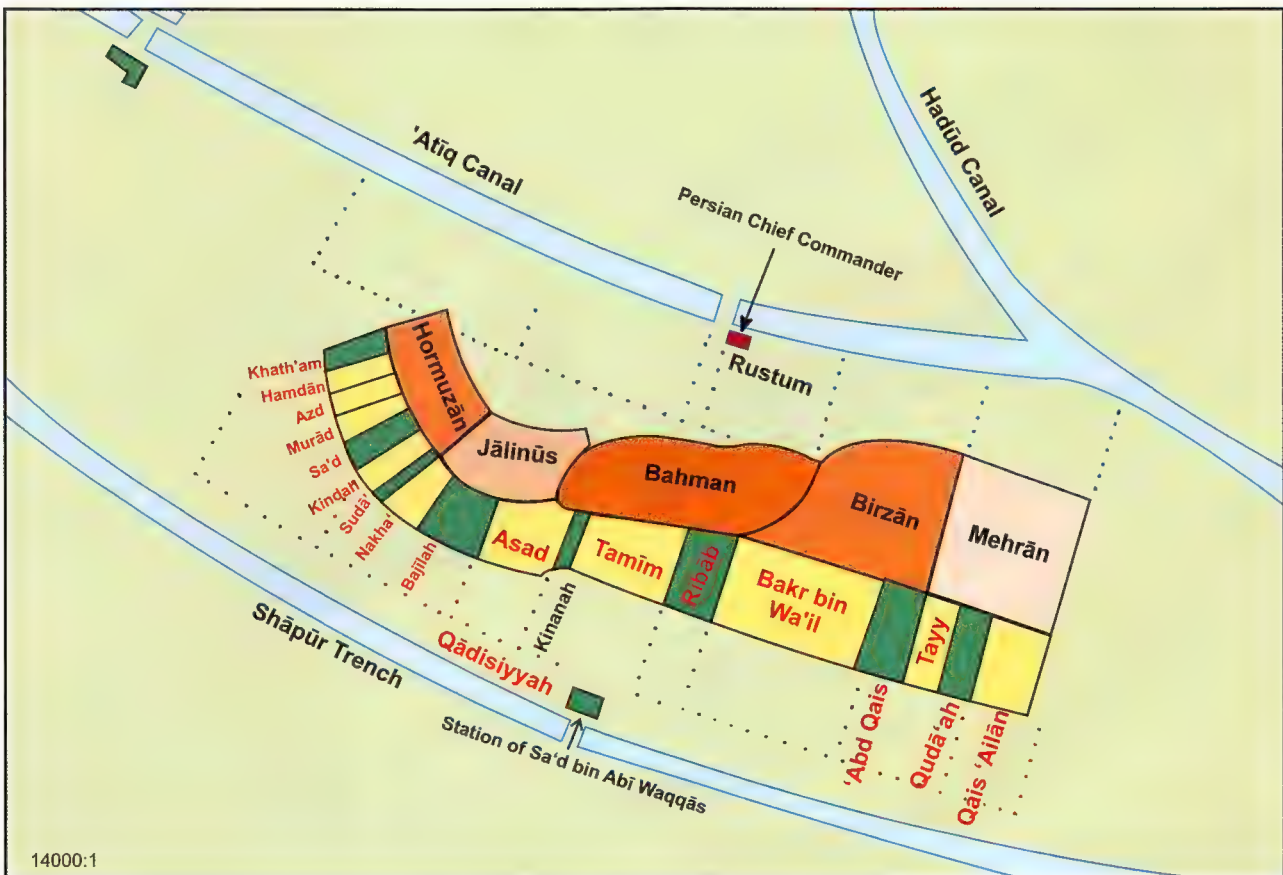 'Atīq Canal
Hadūd Canal
Persian Chief
Commander
Rustum
Hormuzān
Jālinūs
Bahman
Birzān
Mehrān
Khath'am
Hamdān
Azd
Murād
Sa'd
Kindah
Sudā'
Nakha'
Bajīlah
Asad
Kinanah
Tamīm
Ribāb
Bakr bin
Wa'il
'Abd Qais
Tayy
Qudā'ah
Qais 'Ailān
Qādisiyyah
Shāpūr Trench
Station of Sa'd bin Abī Waqqās
14000:1